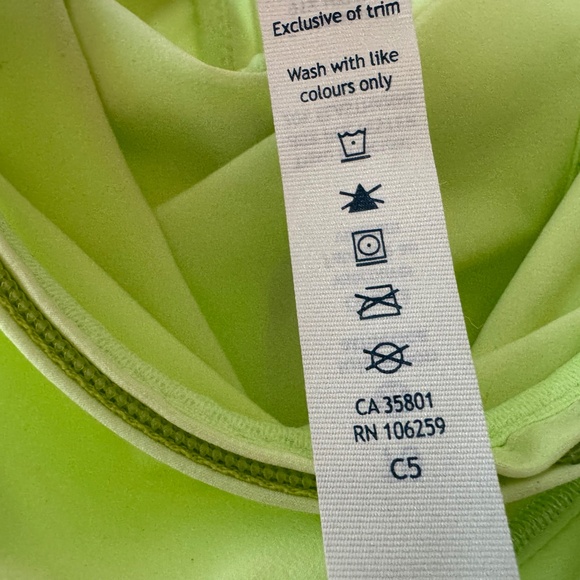 Exclusive of trim
Wash with like
colours only
CA 35801
RN 106259
C5